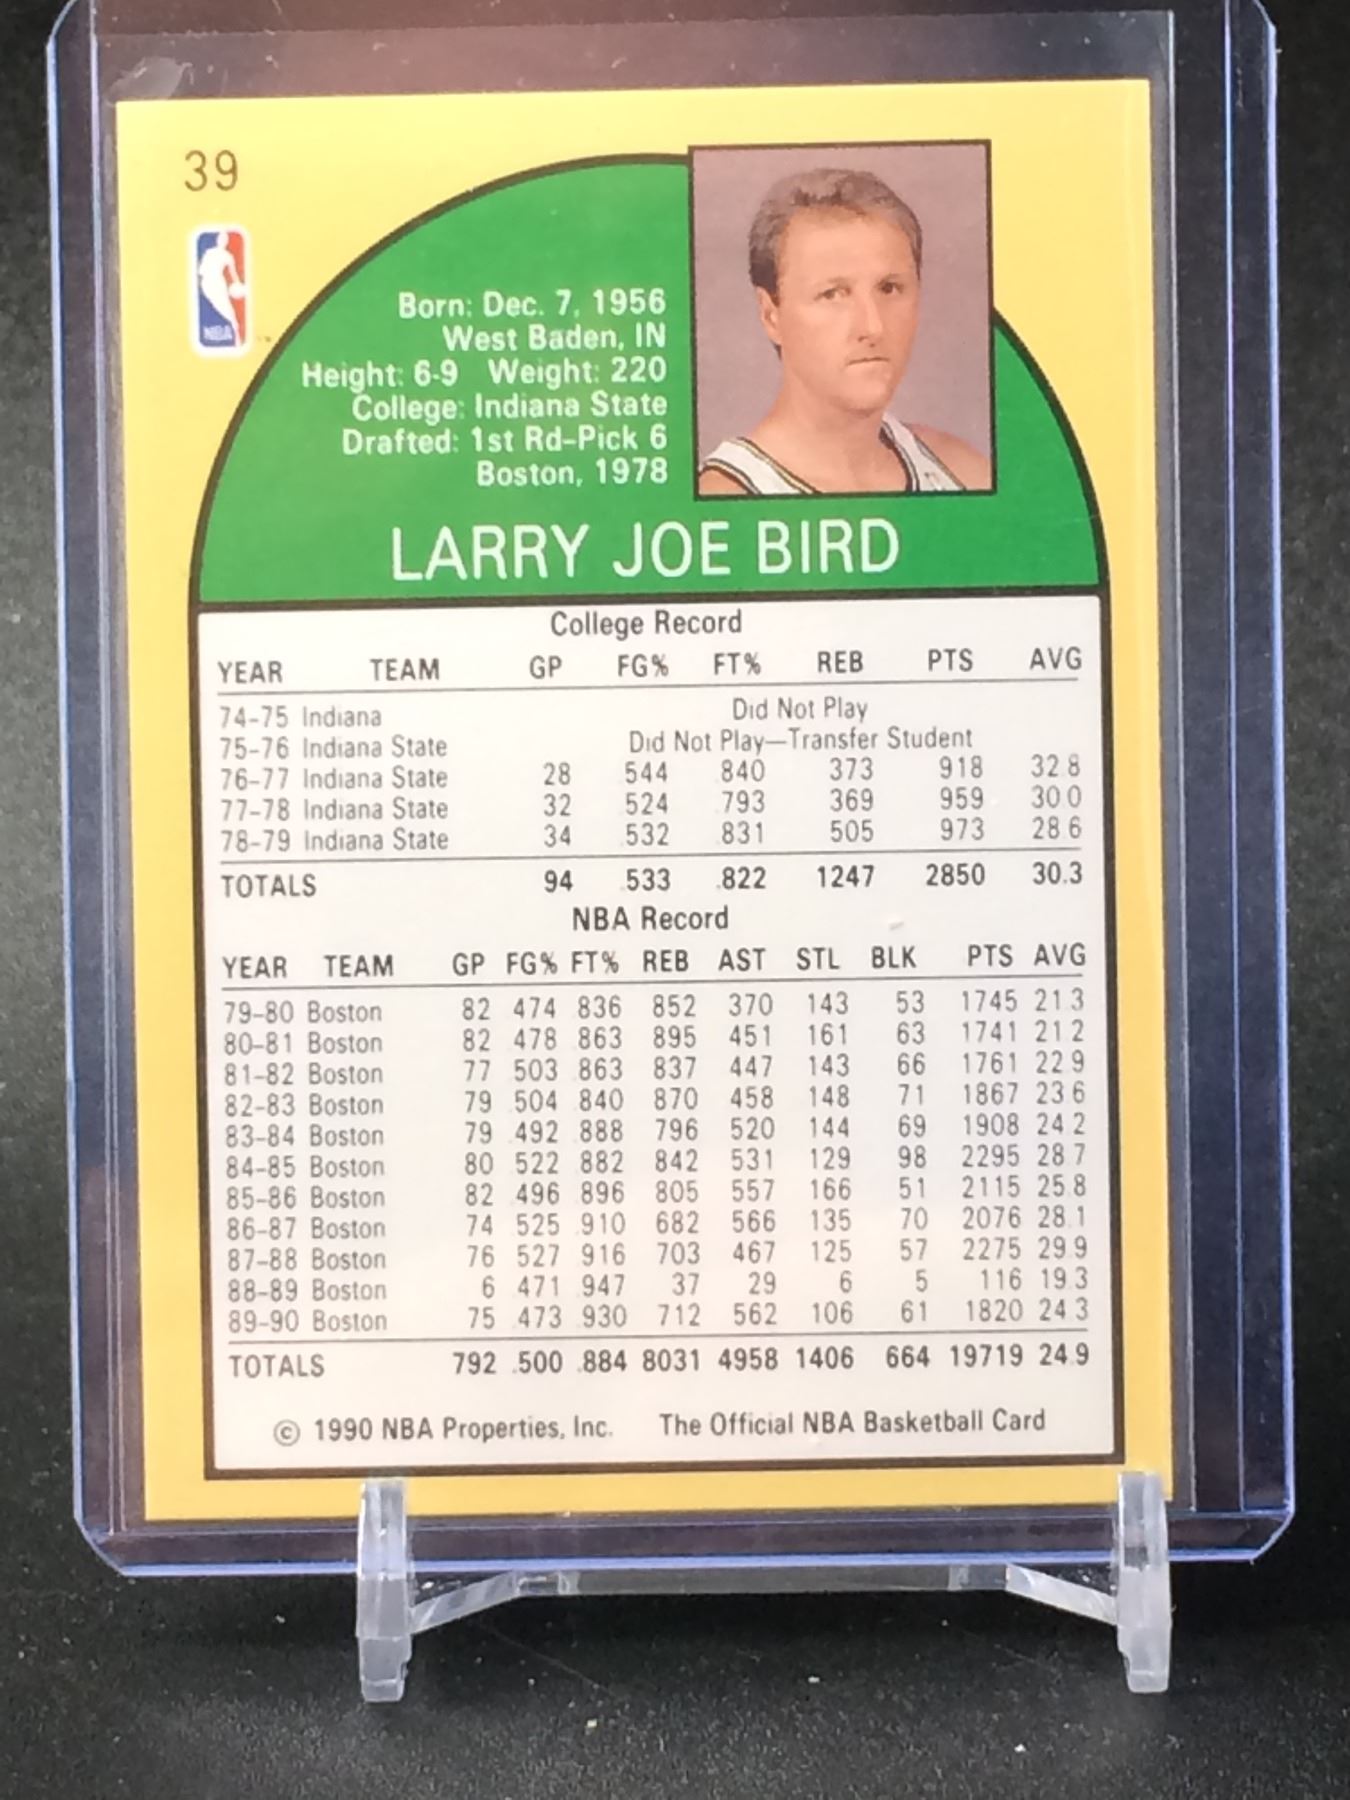 39
NBA
Born: Dec. 7, 1956
West Baden, IN
Height: 6-9 Weight: 220
College: Indiana State
Drafted: 1st Rd-Pick 6
Boston, 1978
LARRY JOE BIRD
College Record
YEAR TEAM GP FG% FT% REB PTS AVG
74-75 Indiana Did Not Play
75-76 Indiana State Did Not Play—Transfer Student
76-77 Indiana State 28 .544 .840 373 918 32.8
77-78 Indiana State 32 .524 .793 369 959 30.0
78-79 Indiana State 34 .532 .831 505 973 28.6
TOTALS 94 .533 .822 1247 2850 30.3
NBA Record
YEAR TEAM GP FG% FT% REB AST STL BLK PTS AVG
79-80 Boston 82 .474 .836 852 370 143 53 1745 21.3
80-81 Boston 82 .478 .863 895 451 161 63 1741 21.2
81-82 Boston 77 .503 .863 837 447 143 66 1761 22.9
82-83 Boston 79 .504 .840 870 458 148 71 1867 23.6
83-84 Boston 79 .492 .888 796 520 144 69 1908 24.2
84-85 Boston 80 .522 .882 842 531 129 98 2295 28.7
85-86 Boston 82 .496 .896 805 557 166 51 2115 25.8
86-87 Boston 74 .525 .910 682 566 135 70 2076 28.1
87-88 Boston 76 .527 .916 703 467 125 57 2275 29.9
88-89 Boston 6 .471 .947 37 29 6 5 116 19.3
89-90 Boston 75 .473 .930 712 562 106 61 1820 24.3
TOTALS 792 .500 .884 8031 4958 1406 664 19719 24.9
© 1990 NBA Properties, Inc. The Official NBA Basketball Card